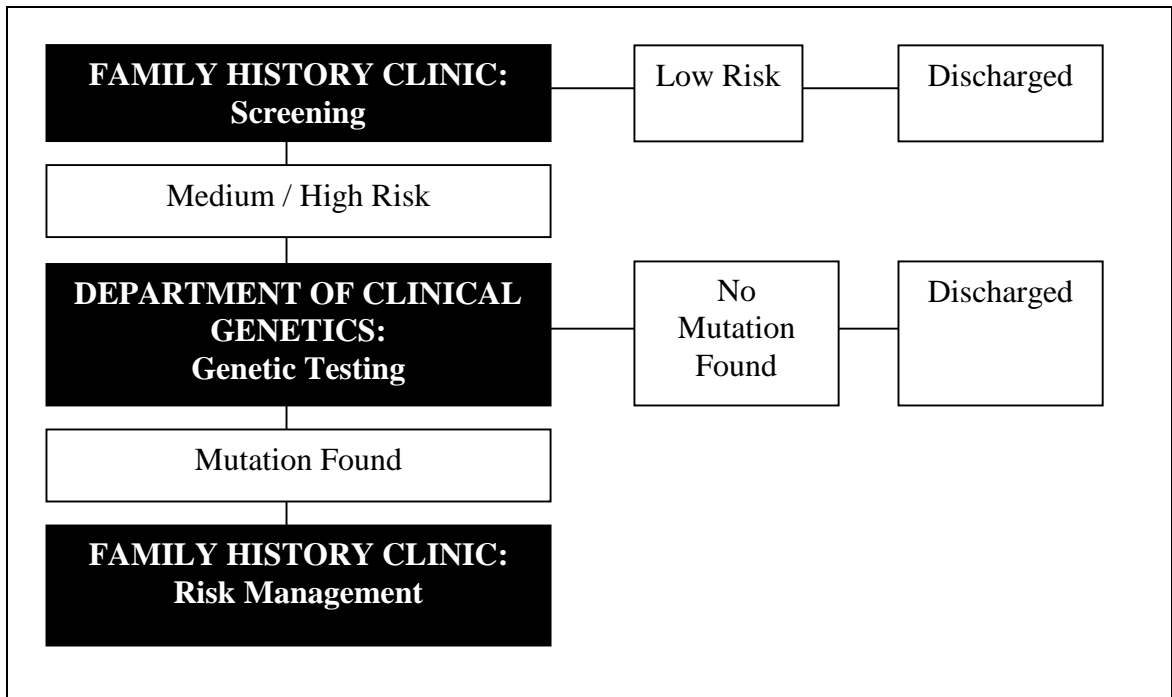 FAMILY HISTORY CLINIC:
Screening
Low Risk
Discharged
Medium / High Risk
DEPARTMENT OF CLINICAL
GENETICS:
Genetic Testing
No
Mutation
Found
Discharged
Mutation Found
FAMILY HISTORY CLINIC:
Risk Management